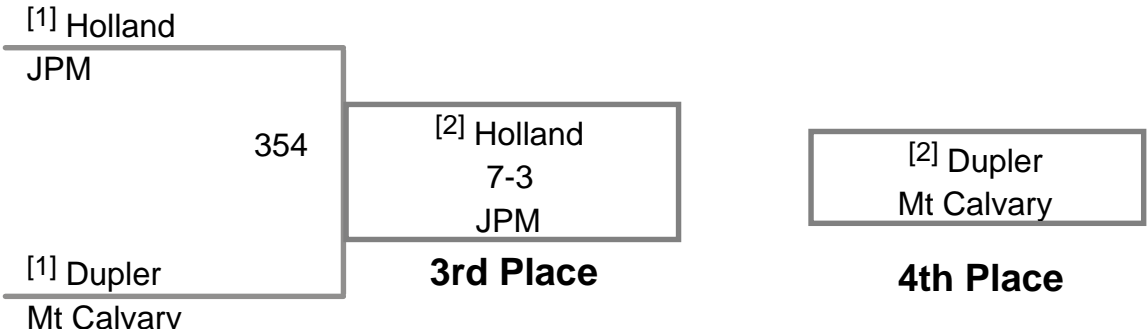 [1] Holland
JPM
354
[2] Holland
7-3
JPM
3rd Place
[1] Dupler
Mt Calvary
[2] Dupler
Mt Calvary
4th Place